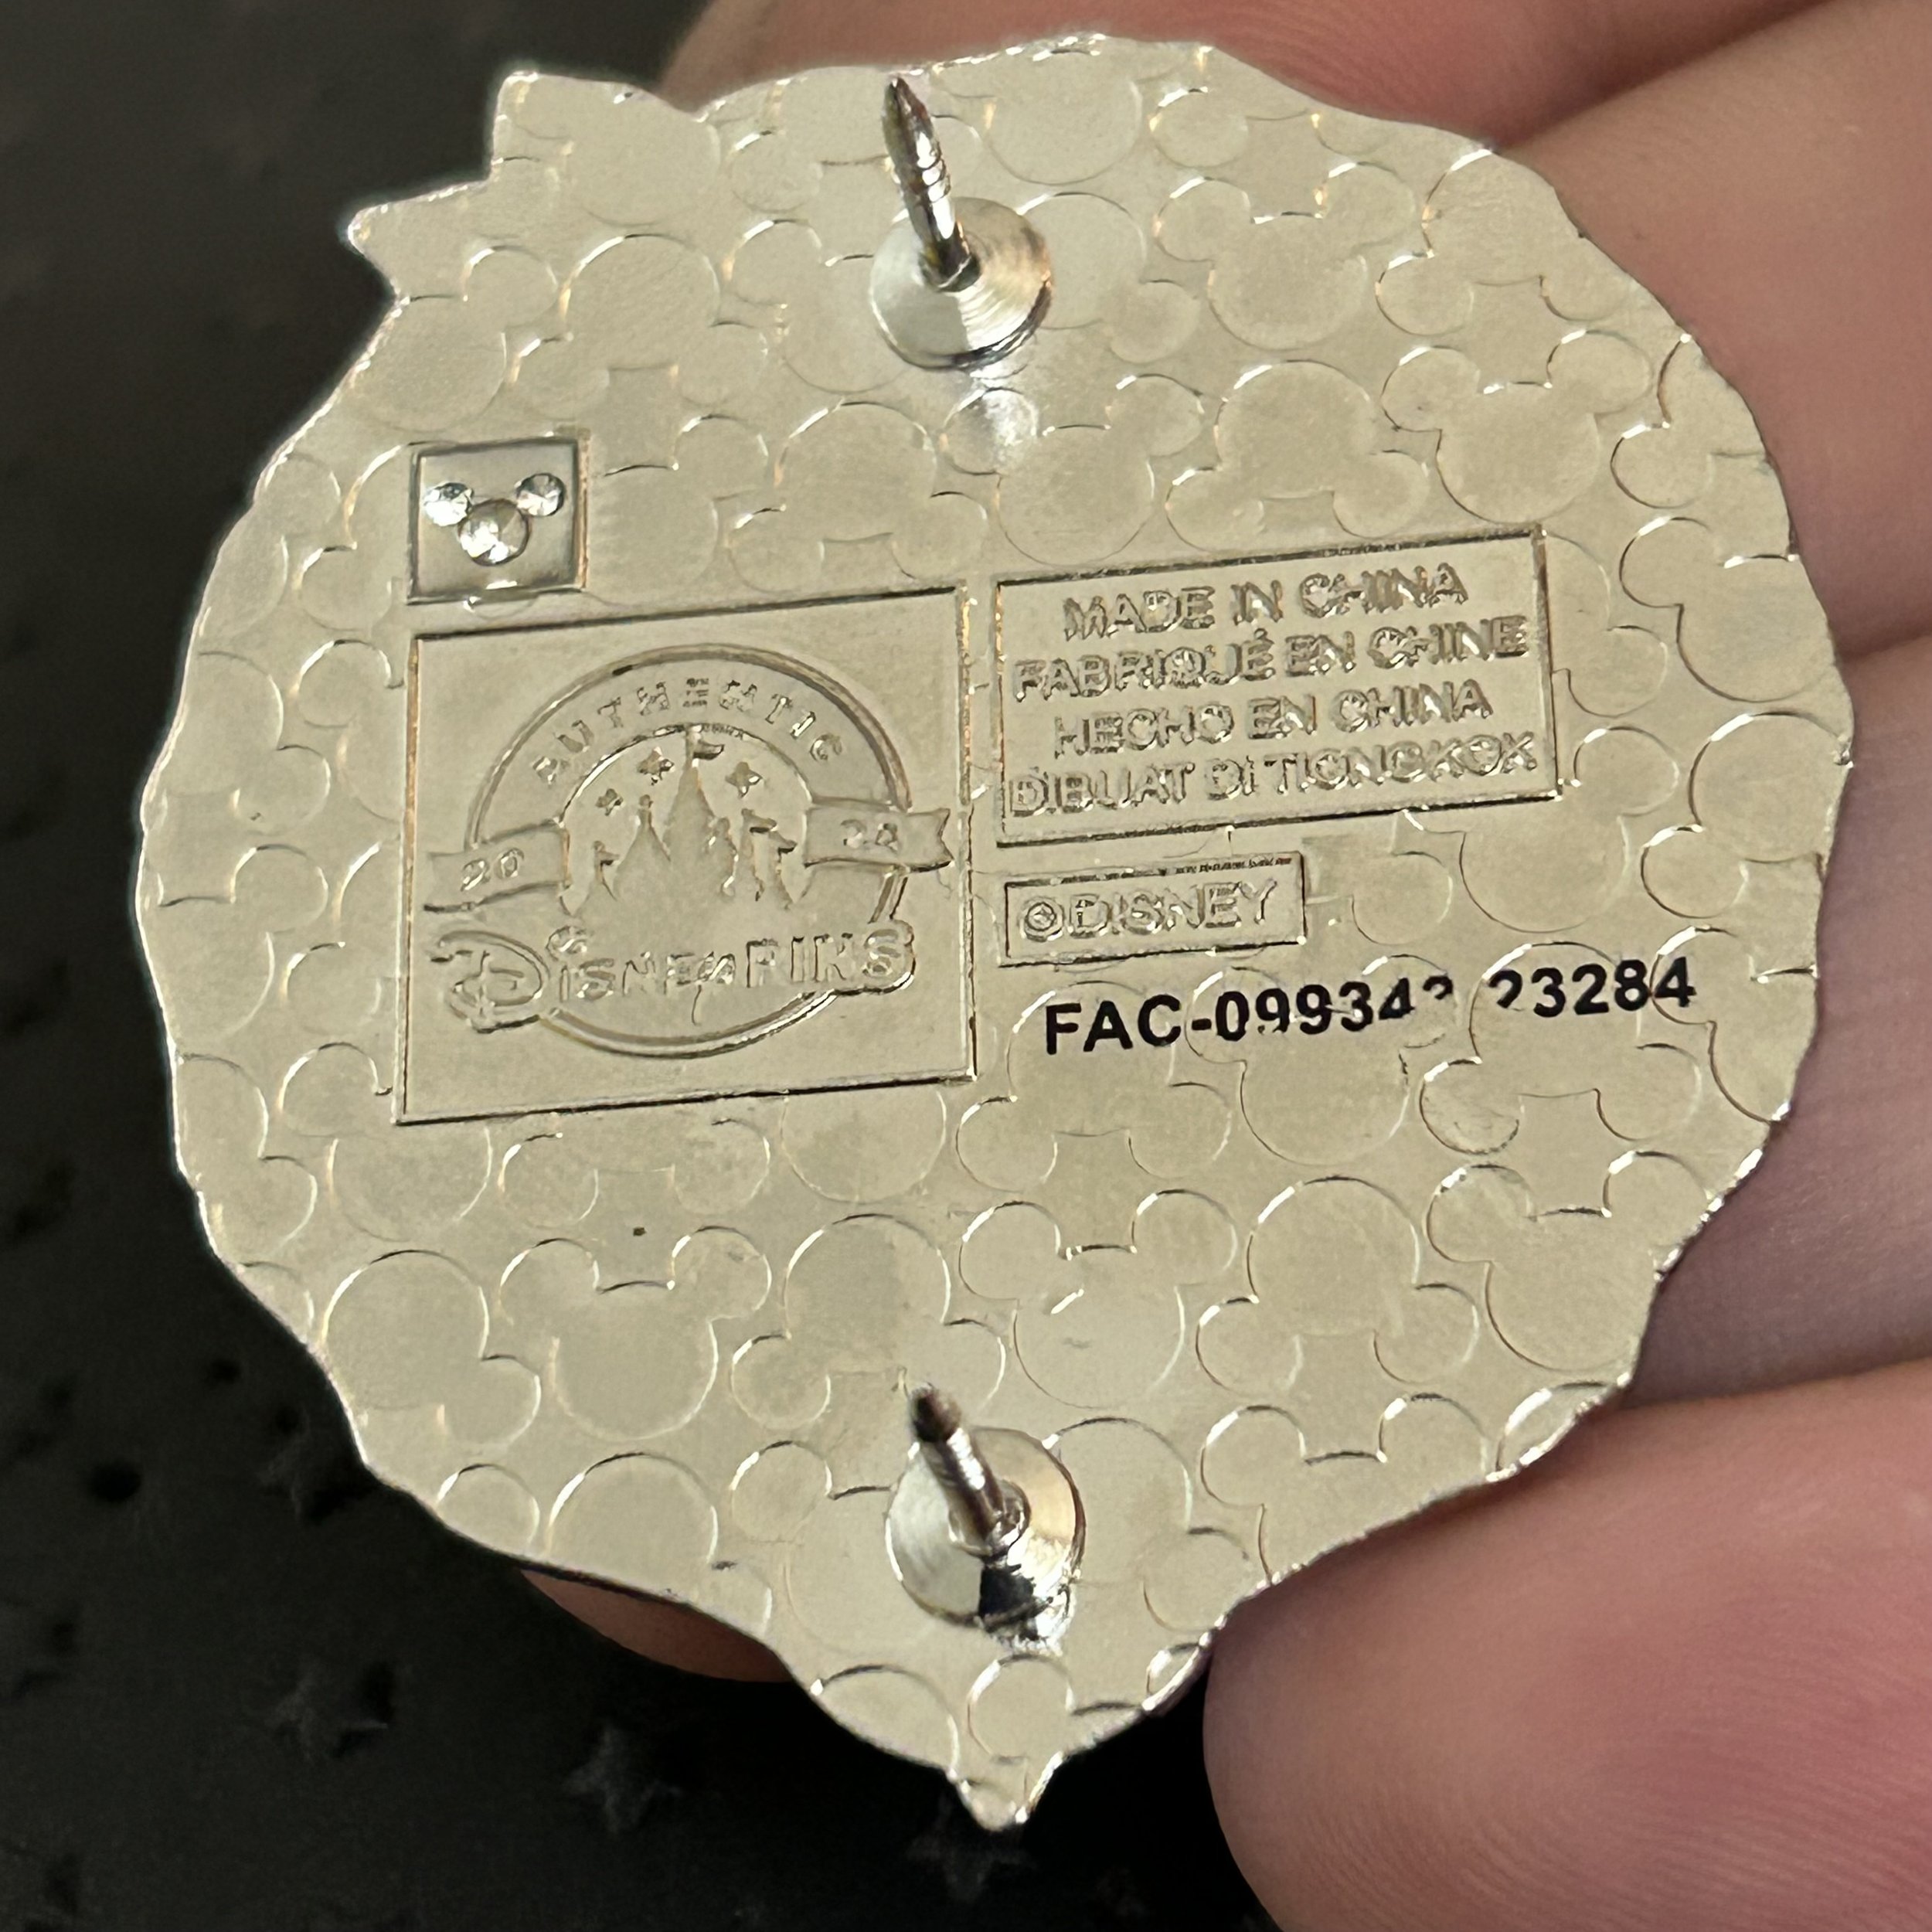 AUTHENTIC
20 24
DISNEY PINS
MADE IN CHINA
FABRIQUÉ EN CHINE
HECHO EN CHINA
DIBUAT DI TIONGKOK
©DISNEY
23284